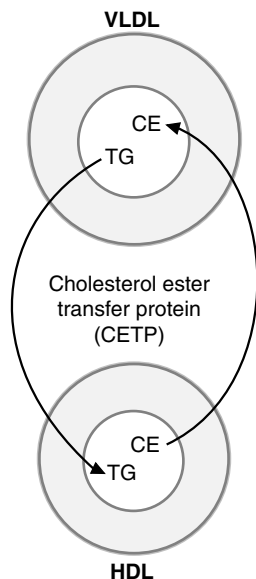 VLDL
CE
TG
Cholesterol ester
transfer protein
(CETP)
CE
TG
HDL